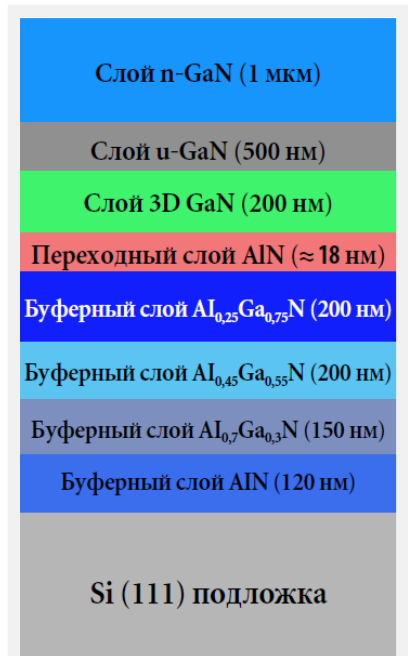 Слой n-GaN (1 мкм)
Слой u-GaN (500 нм)
Слой 3D GaN (200 нм)
Переходный слой AlN (≈ 18 нм)
Буферный слой Al₀,₂₅Ga₀,₇₅N (200 нм)
Буферный слой Al₀,₄₅Ga₀,₅₅N (200 нм)
Буферный слой Al₀,₇Ga₀,₃N (150 нм)
Буферный слой AlN (120 нм)
Si (111) подложка